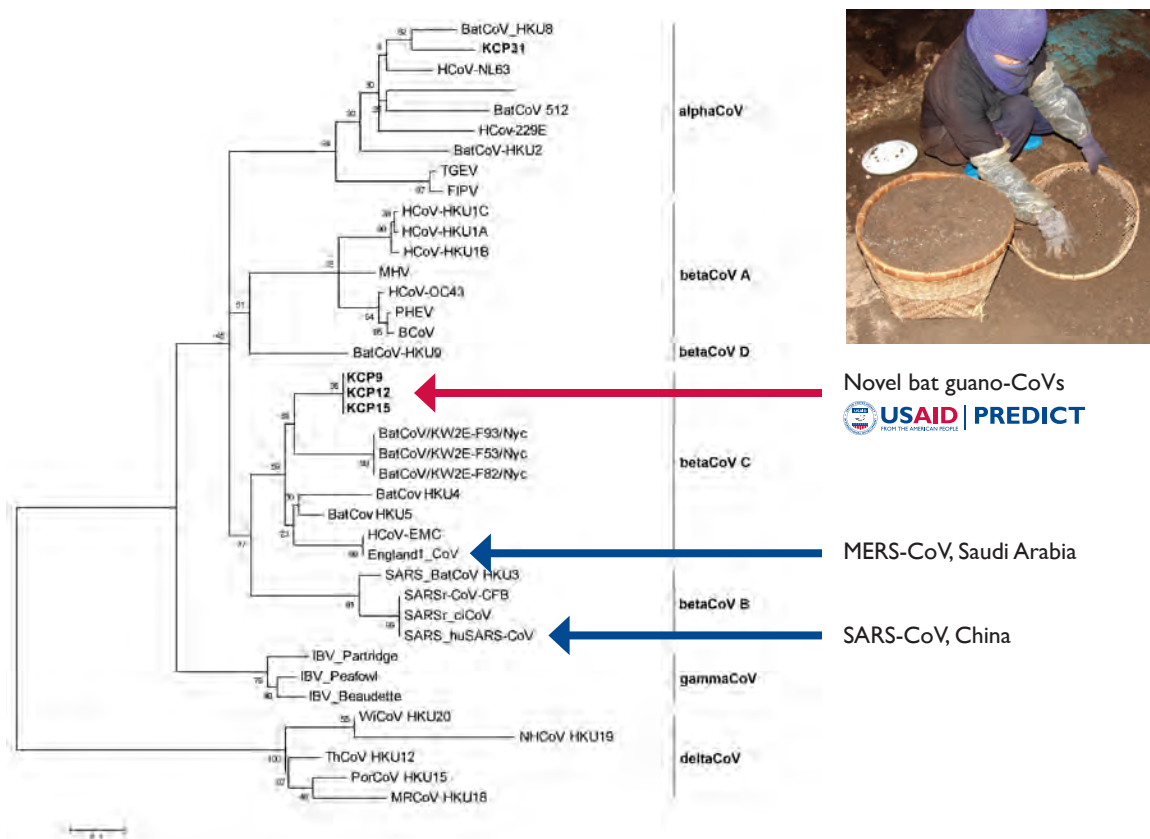 BatCoV_HKU8
KCP31
HCoV-NL63
BatCoV 512
HCov-229E
BatCoV-HKU2
TGEV
FIPV
alphaCoV
HCoV-HKU1C
HCoV-HKU1A
HCoV-HKU1B
MHV
HCoV-OC43
PHEV
BCoV
betaCoV A
BatCoV-HKU9
betaCoV D
KCP9
KCP12
KCP15
BatCoV/KW2E-F93/Nyc
BatCoV/KW2E-F53/Nyc
BatCoV/KW2E-F82/Nyc
BatCov HKU4
BatCov HKU5
HCoV-EMC
England1_CoV
betaCoV C
SARS_BatCoV HKU3
SARSr-CoV-CFB
SARSr_ciCoV
SARS_huSARS-CoV
betaCoV B
IBV_Partridge
IBV_Peafowl
IBV_Beaudette
gammaCoV
WiCoV HKU20
NHCoV HKU19
ThCoV HKU12
PorCoV HKU15
MRCoV HKU18
deltaCoV
100
Novel bat guano-CoVs
USAID | PREDICT
FROM THE AMERICAN PEOPLE
MERS-CoV, Saudi Arabia
SARS-CoV, China